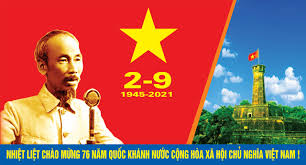 2-9
1945-2021
NHIỆT LIỆT CHÀO MỪNG 76 NĂM QUỐC KHÁNH NƯỚC CỘNG HÒA XÃ HỘI CHỦ NGHĨA VIỆT NAM !